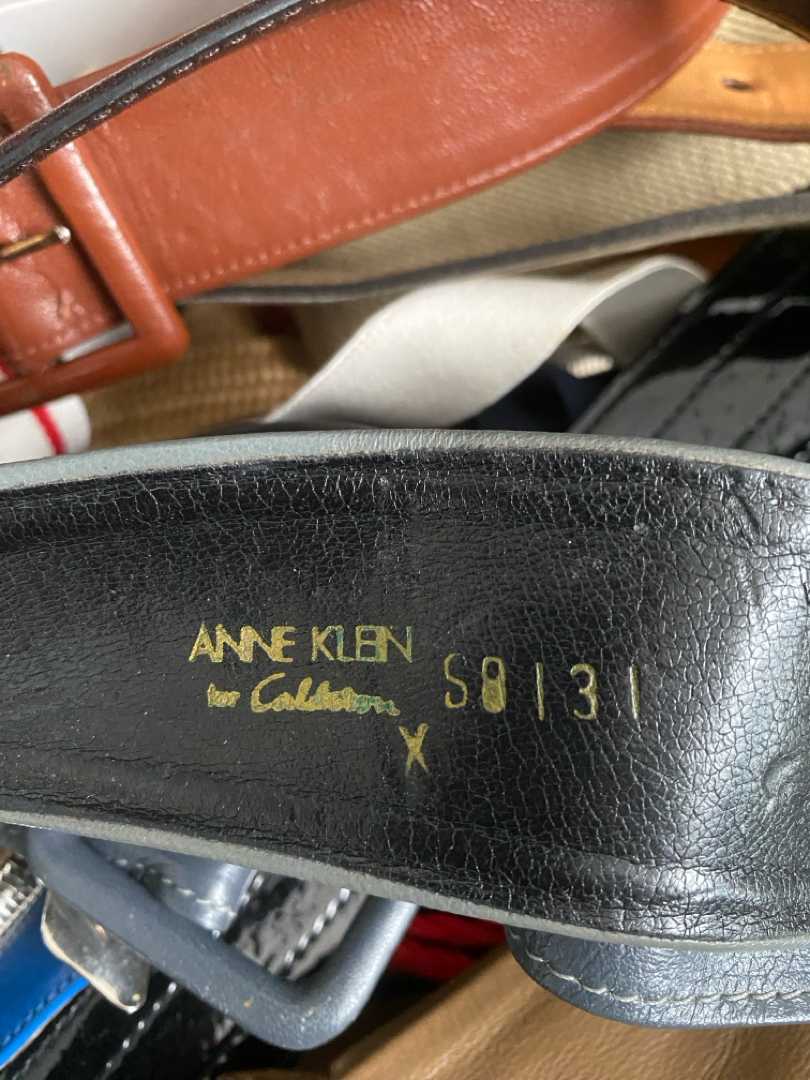 ANNE KLEIN
for Calderon
S8131
X